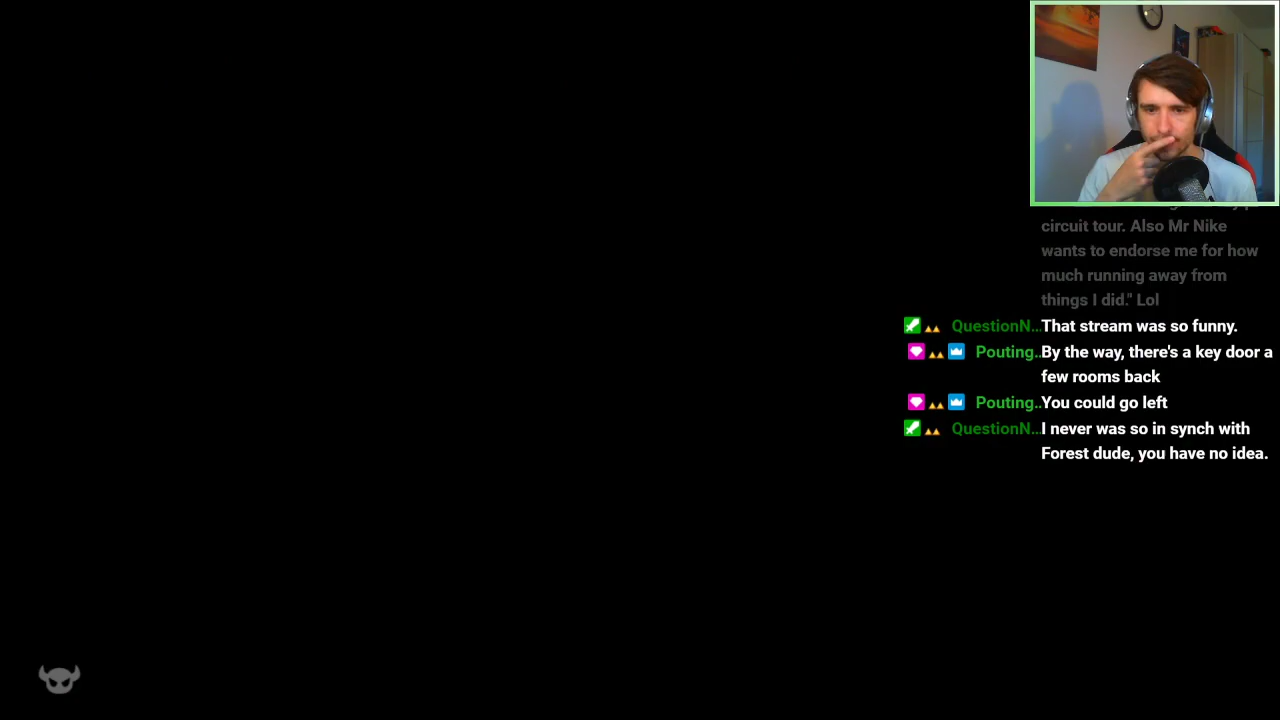 circuit tour. Also Mr Nike
wants to endorse me for how
much running away from
things I did." Lol
QuestionN... That stream was so funny.
Pouting... By the way, there's a key door a
few rooms back
Pouting... You could go left
QuestionN... I never was so in synch with
Forest dude, you have no idea.